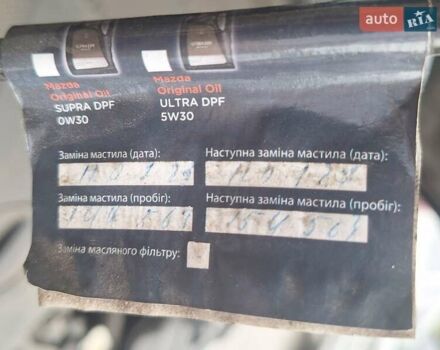 auto RIA
Mazda Original Oil SUPRA DPF 0W30
Mazda Original Oil ULTRA DPF 5W30
Заміна мастила (дата): Наступна заміна мастила (дата):
Заміна мастила (пробіг): Наступна заміна мастила (пробіг):
Заміна масляного фільтру: